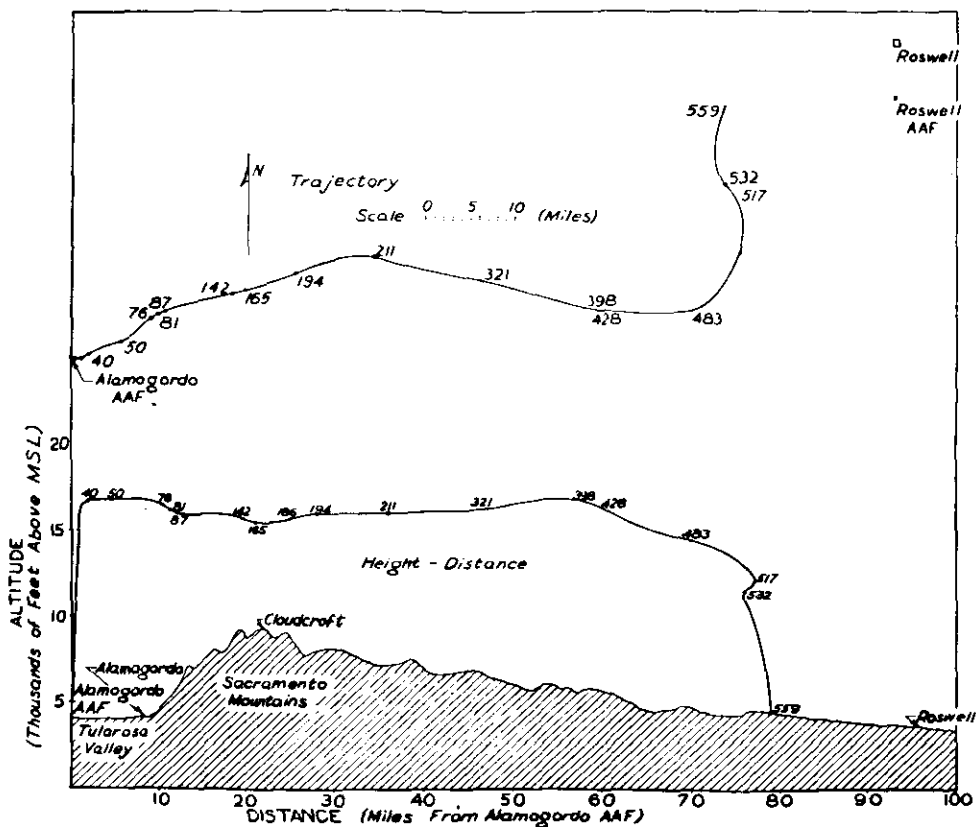 Roswell
Roswell
AAF
559
532
517
N
Trajectory
Scale 0 5 10 (Miles)
211
321
194
142
165
87
76
81
398
428
483
50
40
Alamogordo
AAF
20
15
10
5
ALTITUDE
(Thousands of Feet Above MSL)
40 50 76 81 87 142 165 186 194 211 321 398 428
483
517
532
559
Height - Distance
Cloudcroft
Alamogordo
Alamogordo
AAF
Sacramento
Mountains
Tularosa
Valley
Roswell
10 20 30 40 50 60 70 80 90 100
DISTANCE (Miles From Alamogordo AAF)